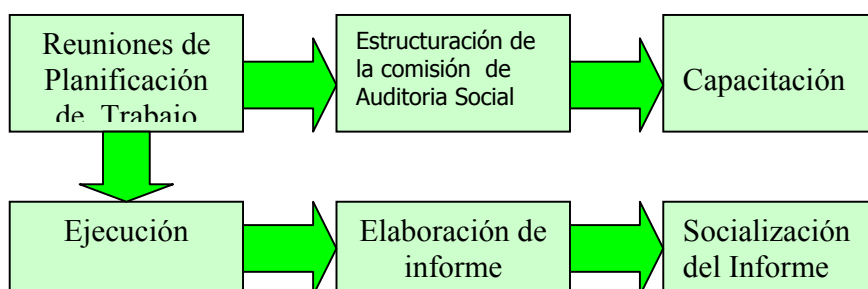 Reuniones de
Planificación
de Trabajo
Estructuración de
la comisión de
Auditoria Social
Capacitación
Ejecución
Elaboración de
informe
Socialización
del Informe